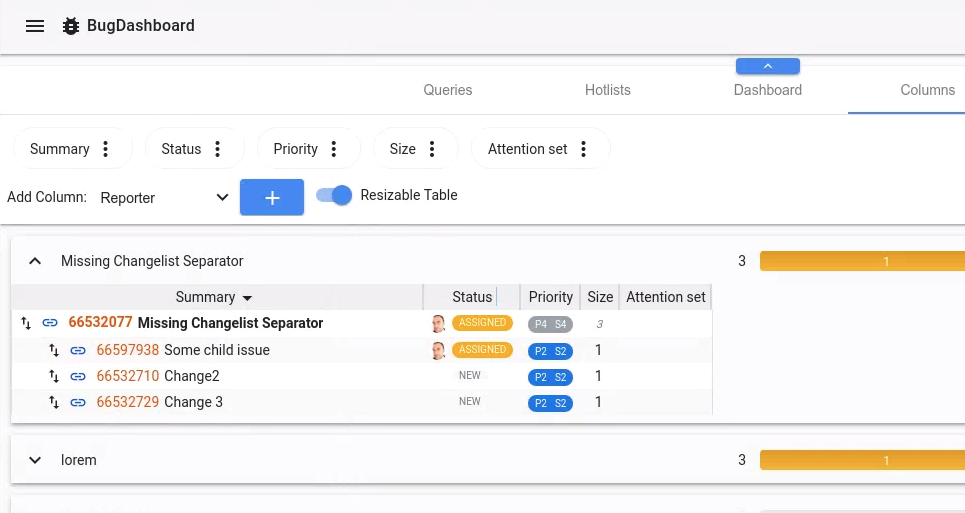 BugDashboard
Queries Hotlists Dashboard Columns
Summary Status Priority Size Attention set
Add Column: Reporter + Resizable Table
Missing Changelist Separator 3 1
Summary Status Priority Size Attention set
66532077 Missing Changelist Separator ASSIGNED P4 S4 3
66597938 Some child issue ASSIGNED P2 S2 1
66532710 Change2 NEW P2 S2 1
66532729 Change 3 NEW P2 S2 1
lorem 3 1